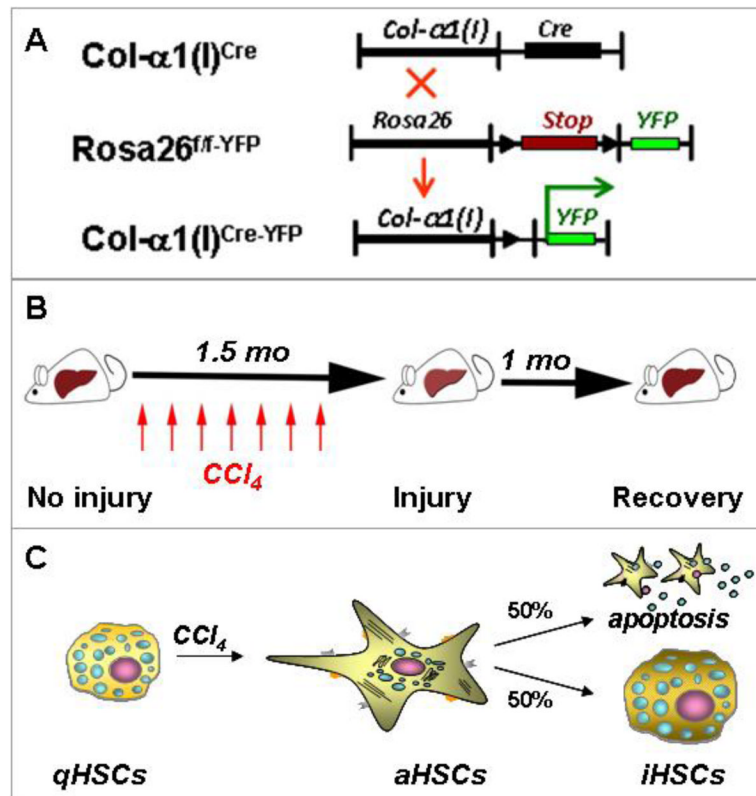 A
Col-α1(I)Cre
Col-α1(I) Cre
Rosa26f/f-YFP
Rosa26 Stop YFP
Col-α1(I)Cre-YFP
Col-α1(I) YFP
B
1.5 mo
1 mo
CCl4
No injury Injury Recovery
C
CCl4
50%
apoptosis
50%
qHSCs aHSCs iHSCs